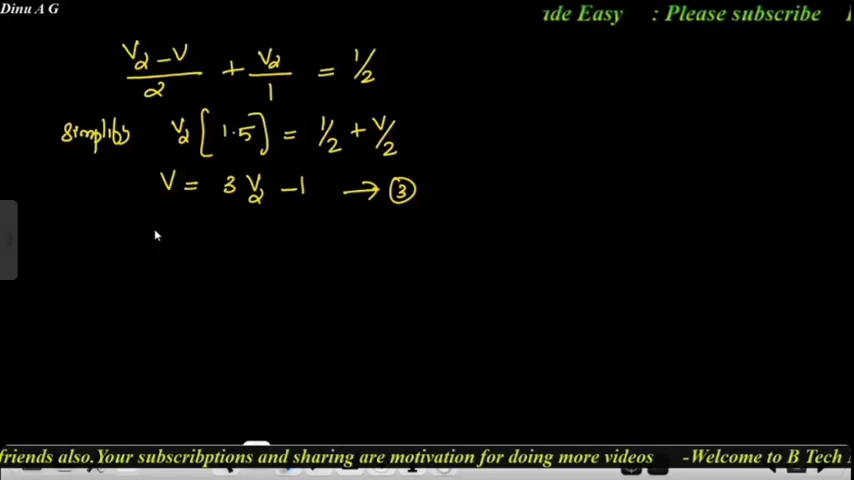 Dinu A G
ude Easy : Please subscribe
V₂ - V / 2 + V₂ / 1 = 1/2
Simplify V₂ [ 1.5 ] = 1/2 + V/2
V = 3 V₂ - 1 → ③
friends also.Your subscribptions and sharing are motivation for doing more videos -Welcome to B Tech